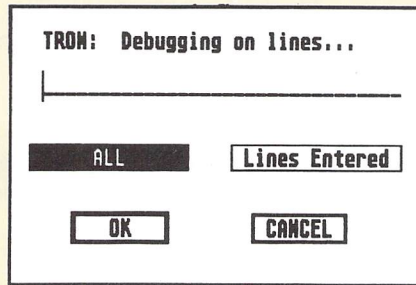 TRON: Debugging on lines...
ALL
Lines Entered
OK
CANCEL